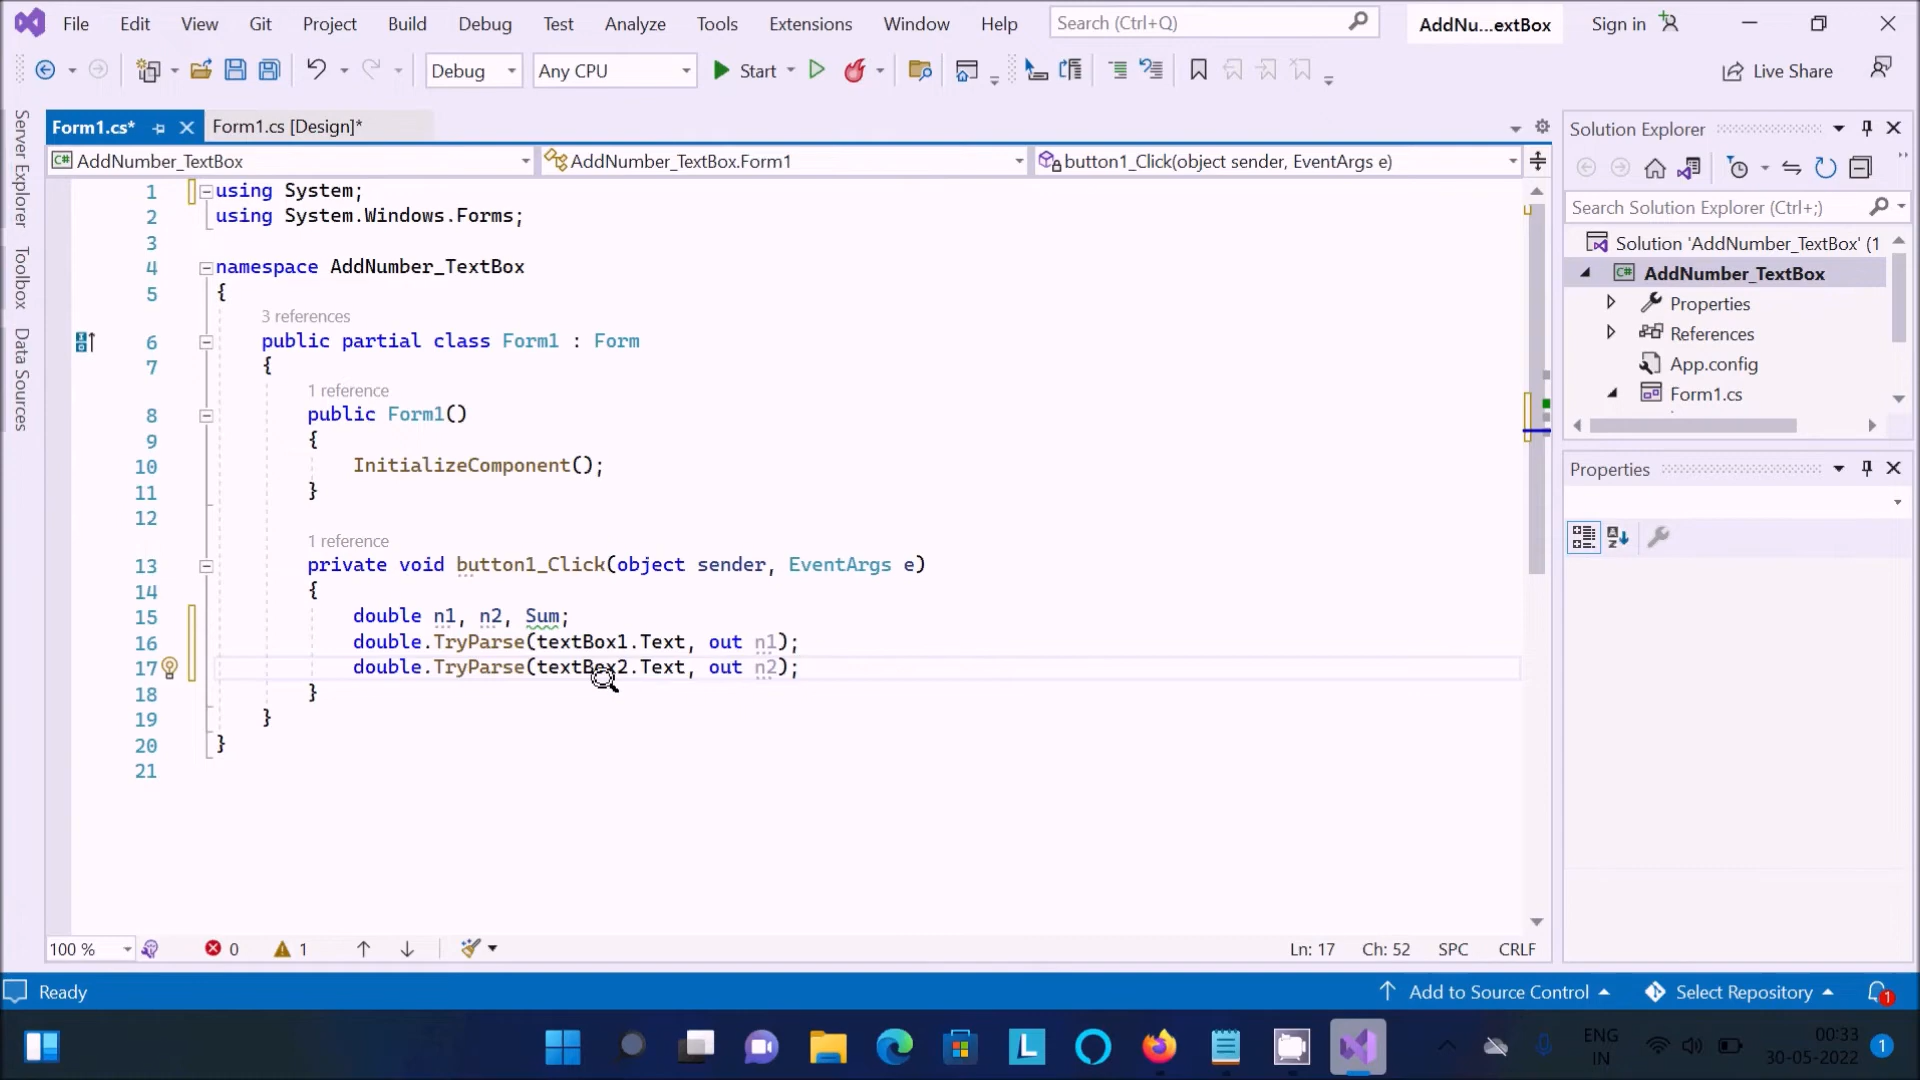 File Edit View Git Project Build Debug Test Analyze Tools Extensions Window Help Search (Ctrl+Q) AddNu...extBox Sign in
Debug Any CPU Start Live Share
Form1.cs* Form1.cs [Design]*
AddNumber_TextBox AddNumber_TextBox.Form1 button1_Click(object sender, EventArgs e)
Server Explorer
Toolbox
Data Sources
1 using System;
2 using System.Windows.Forms;
3
4 namespace AddNumber_TextBox
5 {
3 references
6 public partial class Form1 : Form
7 {
1 reference
8 public Form1()
9 {
10 InitializeComponent();
11 }
12
1 reference
13 private void button1_Click(object sender, EventArgs e)
14 {
15 double n1, n2, Sum;
16 double.TryParse(textBox1.Text, out n1);
17 double.TryParse(textBox2.Text, out n2);
18 }
19 }
20 }
21
100 % 0 1 Ln: 17 Ch: 52 SPC CRLF
Solution Explorer
Search Solution Explorer (Ctrl+;)
Solution 'AddNumber_TextBox' (1
C# AddNumber_TextBox
Properties
References
App.config
Form1.cs
Properties
Ready Add to Source Control Select Repository 1
L ENG
IN
00:33
30-05-2022
1